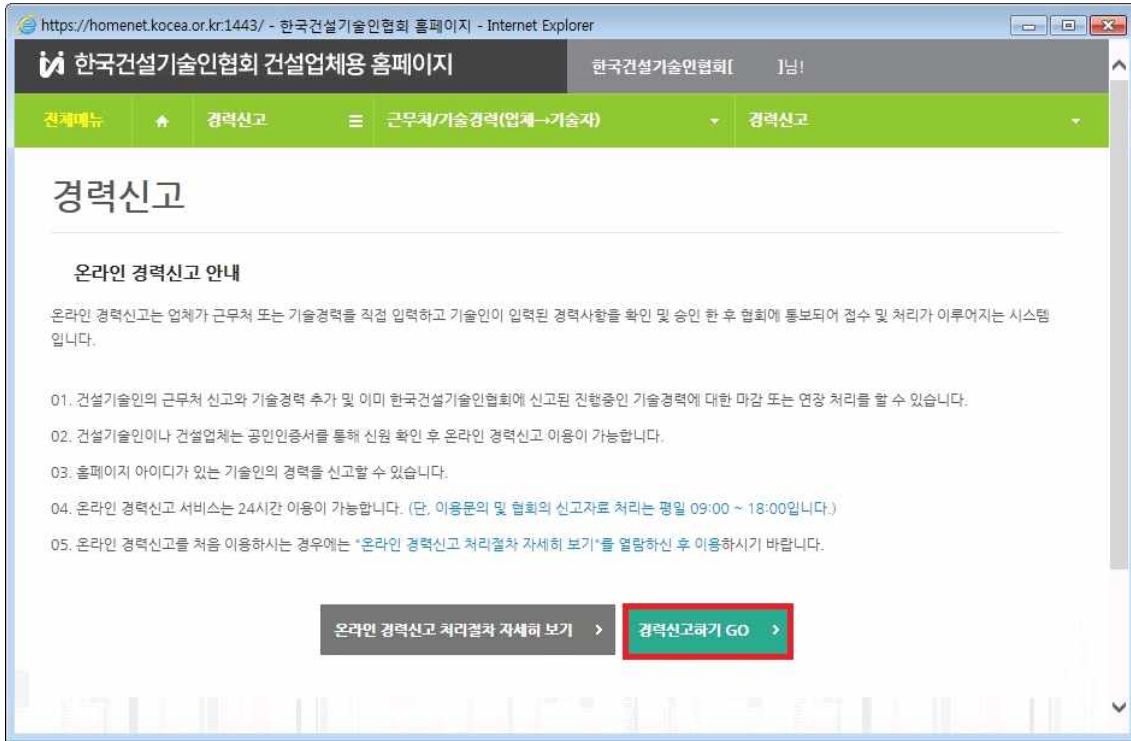 https://homenet.kocea.or.kr:1443/ - 한국건설기술인협회 홈페이지 - Internet Explorer
한국건설기술인협회 건설업체용 홈페이지
한국건설기술인협회[ ]님!
전체메뉴 경력신고 근무처/기술경력(업체→기술자) 경력신고
경력신고
온라인 경력신고 안내
온라인 경력신고는 업체가 근무처 또는 기술경력을 직접 입력하고 기술인이 입력된 경력사항을 확인 및 승인 한 후 협회에 통보되어 접수 및 처리가 이루어지는 시스템
입니다.
01. 건설기술인의 근무처 신고와 기술경력 추가 및 이미 한국건설기술인협회에 신고된 진행중인 기술경력에 대한 마감 또는 연장 처리를 할 수 있습니다.
02. 건설기술인이나 건설업체는 공인인증서를 통해 신원 확인 후 온라인 경력신고 이용이 가능합니다.
03. 홈페이지 아이디가 있는 기술인의 경력을 신고할 수 있습니다.
04. 온라인 경력신고 서비스는 24시간 이용이 가능합니다. (단, 이용문의 및 협회의 신고자료 처리는 평일 09:00 ~ 18:00입니다.)
05. 온라인 경력신고를 처음 이용하시는 경우에는 "온라인 경력신고 처리절차 자세히 보기"를 열람하신 후 이용하시기 바랍니다.
온라인 경력신고 처리절차 자세히 보기 >
경력신고하기 GO >